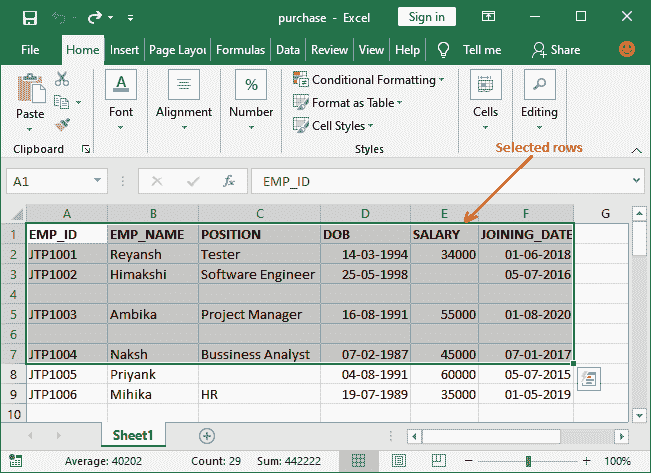 purchase - Excel Sign in
File Home Insert Page Layou Formulas Data Review View Help Tell me Share
Paste Font Alignment Number % Conditional Formatting Cells Editing
Format as Table
Cell Styles
Clipboard Styles
Selected rows
A1 fx EMP_ID
A B C D E F G
1 EMP_ID EMP_NAME POSITION DOB SALARY JOINING_DATE
2 JTP1001 Reyansh Tester 14-03-1994 34000 01-06-2018
3 JTP1002 Himakshi Software Engineer 25-05-1998 05-07-2016
4
5 JTP1003 Ambika Project Manager 16-08-1991 55000 01-08-2020
6
7 JTP1004 Naksh Bussiness Analyst 07-02-1987 45000 07-01-2017
8 JTP1005 Priyank 04-08-1991 60000 05-07-2015
9 JTP1006 Mihika HR 19-07-1989 35000 01-05-2019
10
Sheet1
Average: 40202 Count: 29 Sum: 442222 100%